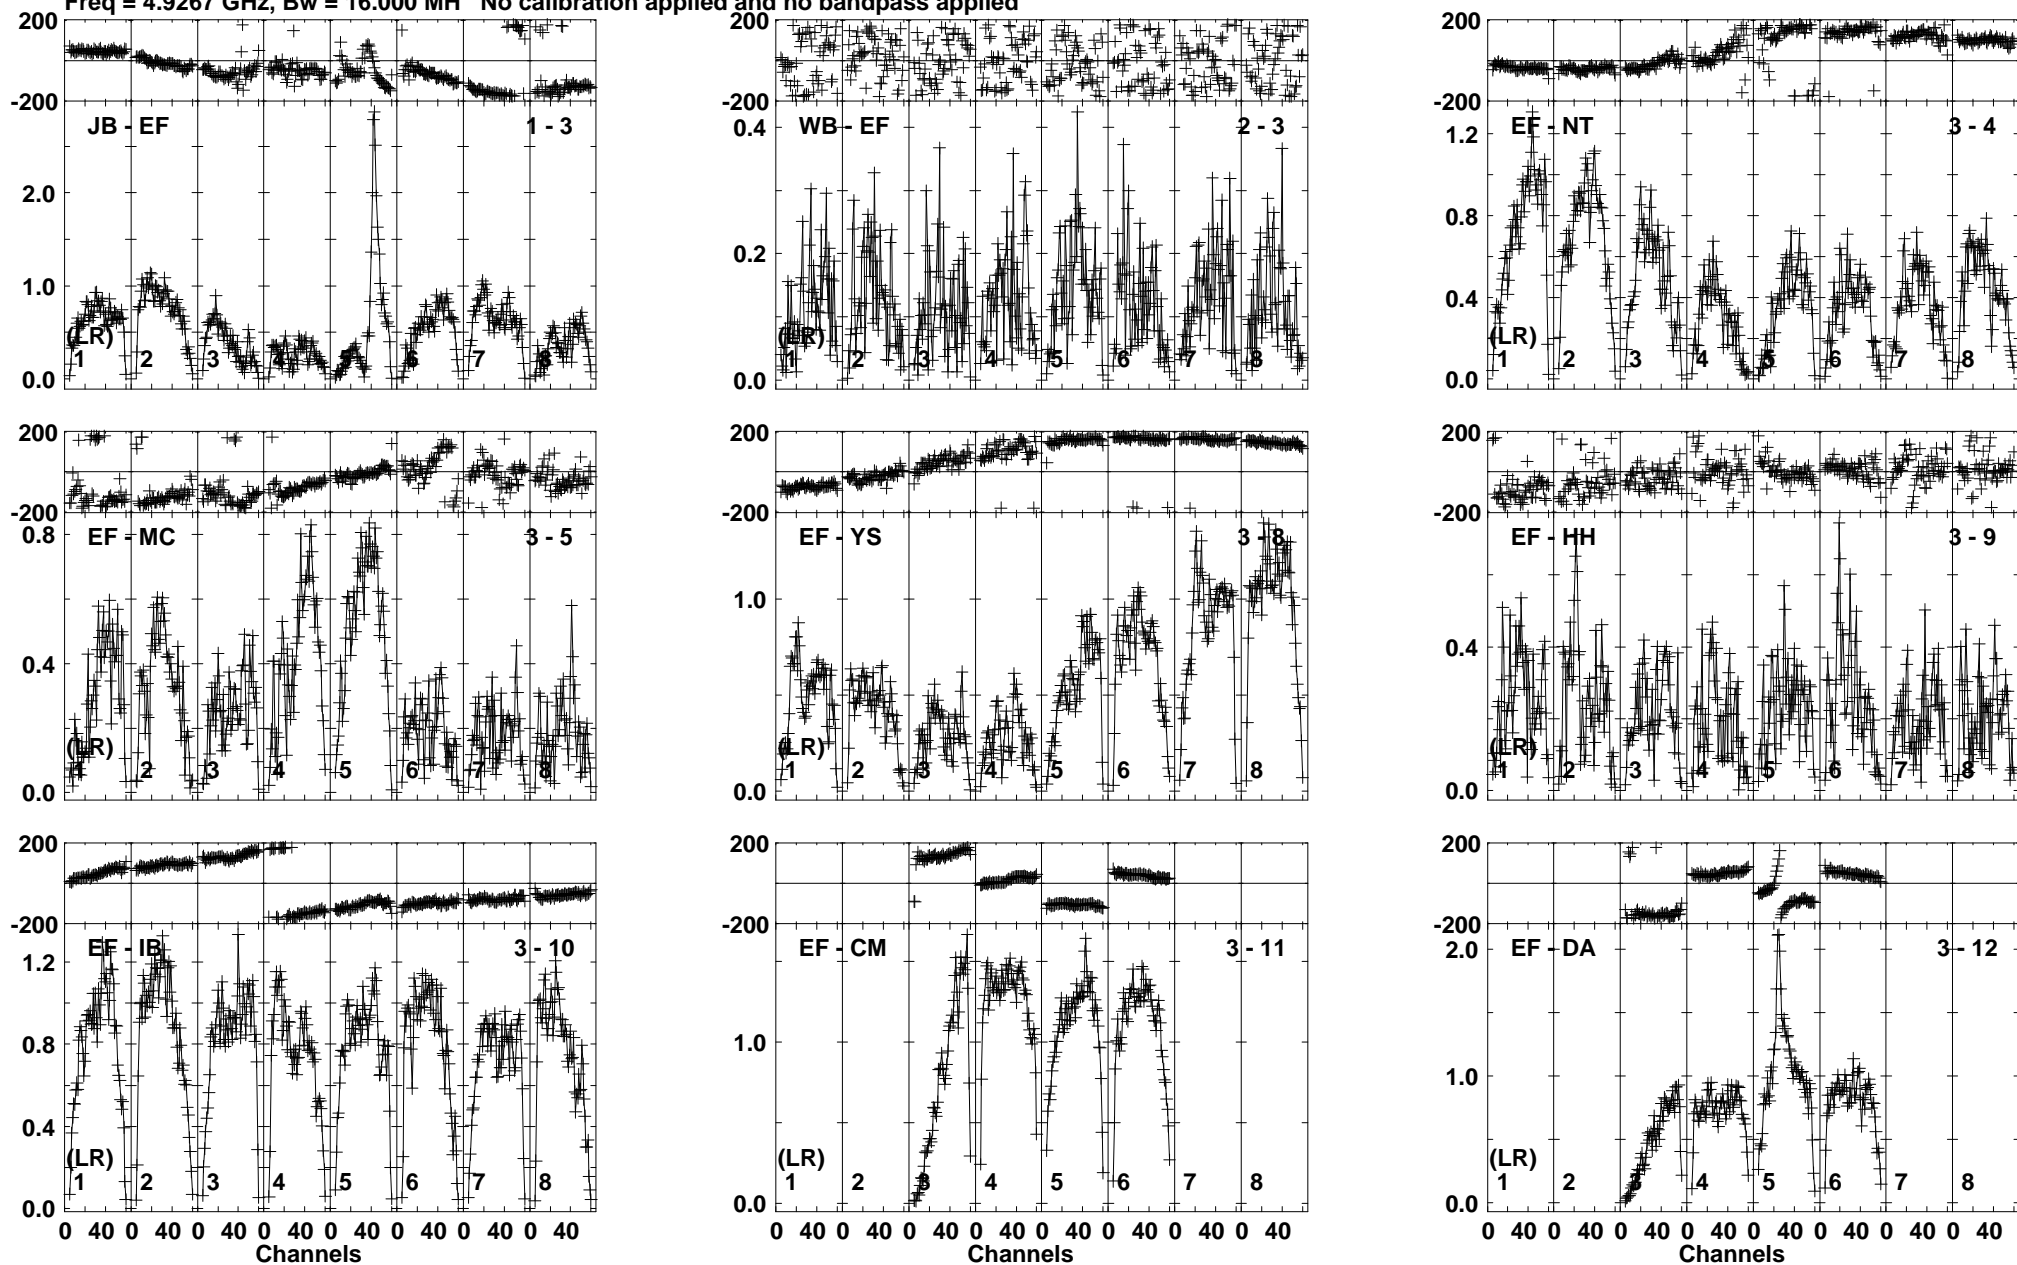 Freq = 4.9267 GHz, Bw = 16.000 MH No calibration applied and no bandpass applied
200 200 200
-200 -200 -200
JB - EF 1 - 3 WB - EF 2 - 3 EF - NT 3 - 4
2.0 1.0 0.0
0.4 0.2 0.0
1.2 0.8 0.4 0.0
(LR) (LR) (LR)
1 2 3 4 5 6 7 8 1 2 3 4 5 6 7 8 1 2 3 4 5 6 7 8
200 200 200
-200 -200 -200
EF - MC 3 - 5 EF - YS 3 - 8 EF - HH 3 - 9
0.8 0.4 0.0
1.0 0.0
0.4 0.0
(LR) (LR) (LR)
1 2 3 4 5 6 7 8 1 2 3 4 5 6 7 8 1 2 3 4 5 6 7 8
200 200 200
-200 -200 -200
EF - IB 3 - 10 EF - CM 3 - 11 EF - DA 3 - 12
1.2 0.8 0.4 0.0
1.0 0.0
2.0 1.0 0.0
(LR) (LR) (LR)
1 2 3 4 5 6 7 8 1 2 3 4 5 6 7 8 1 2 3 4 5 6 7 8
0 40 0 40 0 40 0 40 0 40 0 40 0 40 0 40 0 40 0 40 0 40 0 40 0 40 0 40 0 40 0 40 0 40 0 40 0 40 0 40 0 40 0 40 0 40 0 40
Channels Channels Channels